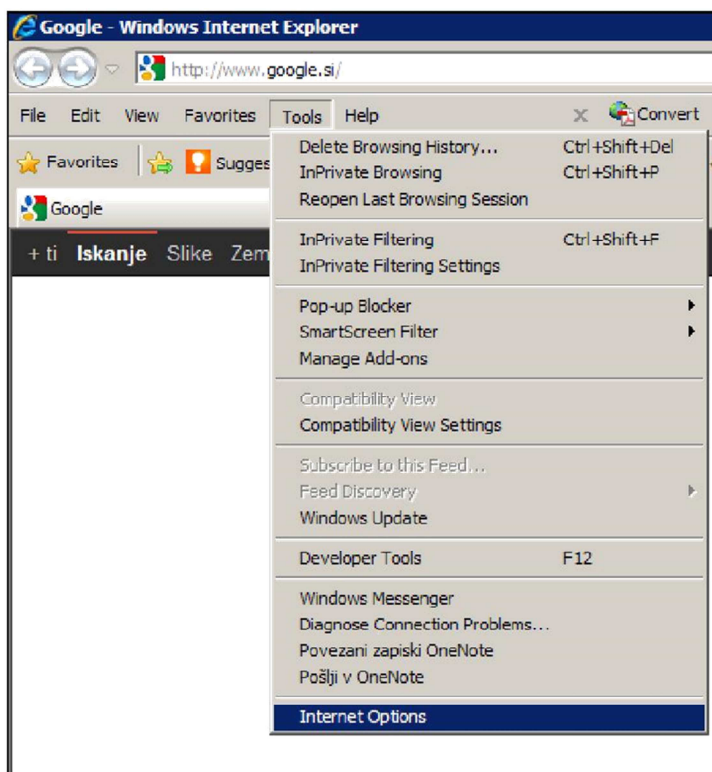 Google - Windows Internet Explorer
http://www.google.si/
File Edit View Favorites Tools Help Convert
Favorites Sugges
Google
+ ti Iskanje Slike Zem
Delete Browsing History... Ctrl+Shift+Del
InPrivate Browsing Ctrl+Shift+P
Reopen Last Browsing Session
InPrivate Filtering Ctrl+Shift+F
InPrivate Filtering Settings
Pop-up Blocker
SmartScreen Filter
Manage Add-ons
Compatibility View
Compatibility View Settings
Subscribe to this Feed...
Feed Discovery
Windows Update
Developer Tools F12
Windows Messenger
Diagnose Connection Problems...
Povezani zapiski OneNote
Pošlji v OneNote
Internet Options